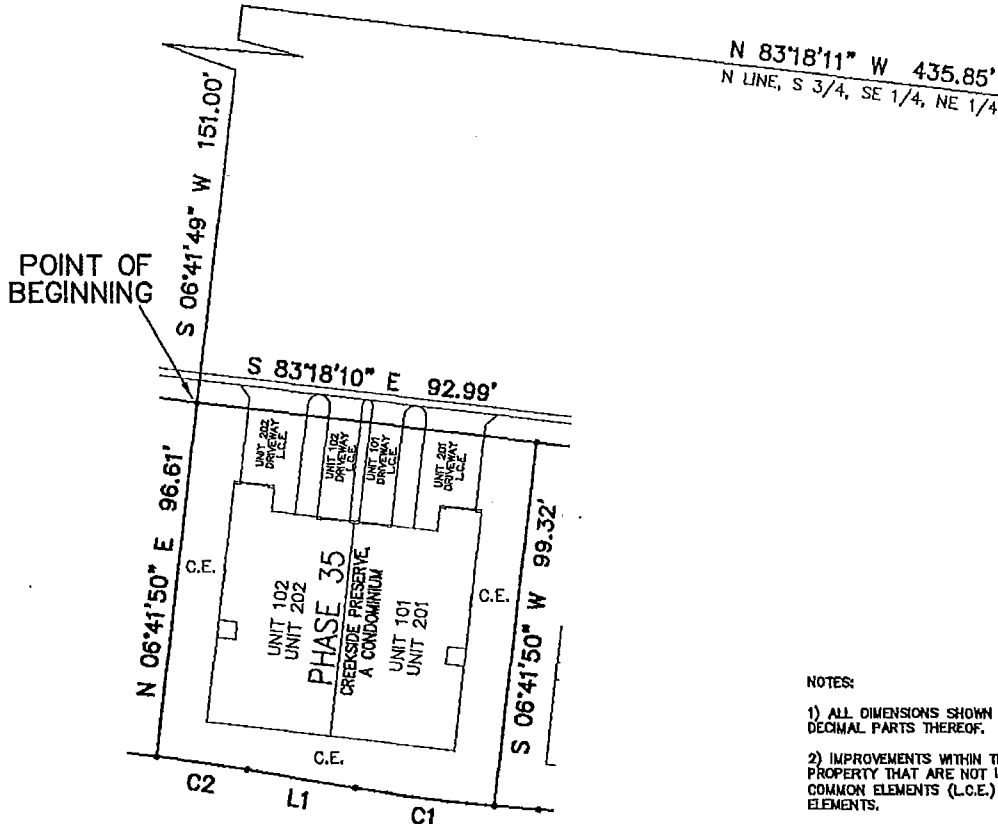 N 83°18'11" W 435.85'
N LINE, S 3/4, SE 1/4, NE 1/4
S 06°41'49" W 151.00'
POINT OF
BEGINNING
S 83°18'10" E 92.99'
UNIT 202
DRIVEWAY
L.C.E.
UNIT 102
DRIVEWAY
L.C.E.
UNIT 101
DRIVEWAY
L.C.E.
UNIT 201
DRIVEWAY
L.C.E.
N 06°41'50" E 96.61'
C.E.
UNIT 102
UNIT 202
PHASE 35
CREEKSIDE PRESERVE,
A CONDOMINIUM
UNIT 101
UNIT 201
C.E.
S 06°41'50" W 99.32'
C.E.
C2
L1
C1
NOTES:
1) ALL DIMENSIONS SHOWN
DECIMAL PARTS THEREOF.
2) IMPROVEMENTS WITHIN
PROPERTY THAT ARE NOT
COMMON ELEMENTS (L.C.E.)
ELEMENTS.